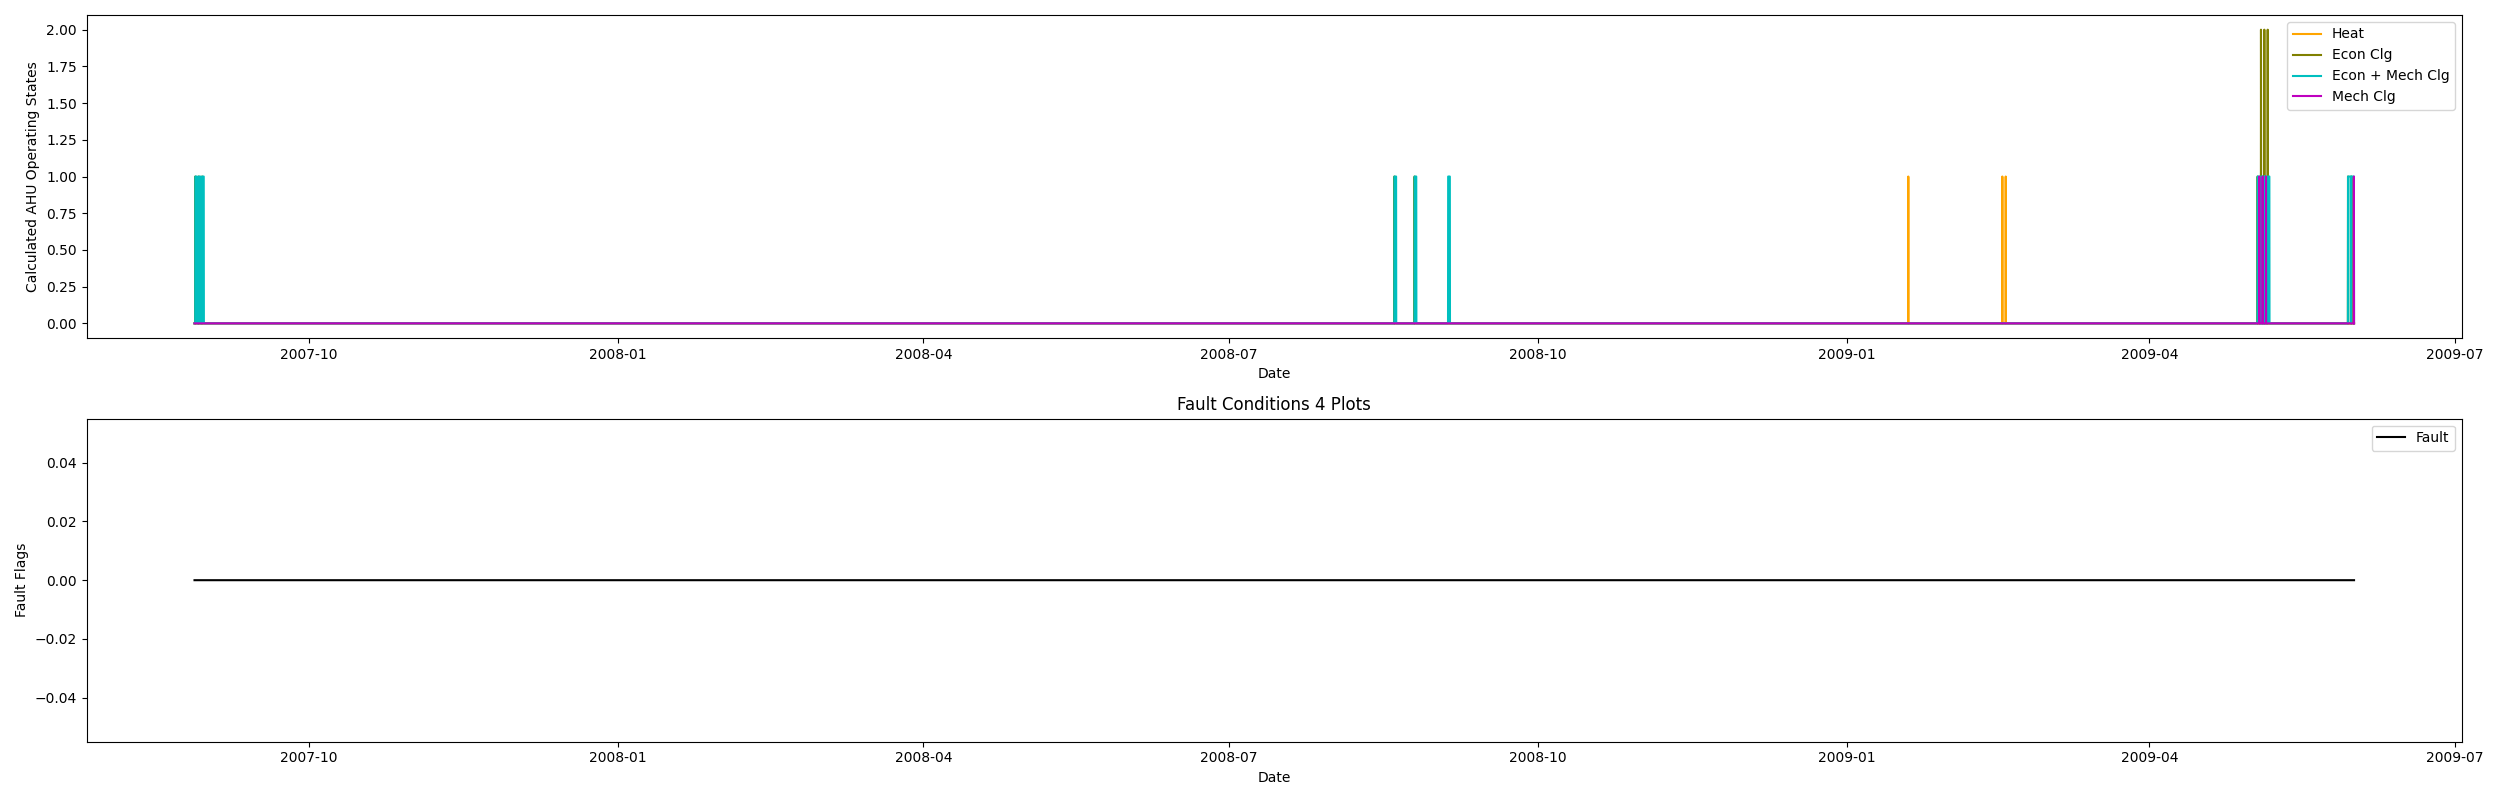 2.00
1.75
1.50
1.25
1.00
0.75
0.50
0.25
0.00
Calculated AHU Operating States
Heat
Econ Clg
Econ + Mech Clg
Mech Clg
2007-10 2008-01 2008-04 2008-07 2008-10 2009-01 2009-04 2009-07
Date
Fault Conditions 4 Plots
0.04
0.02
0.00
−0.02
−0.04
Fault Flags
Fault
2007-10 2008-01 2008-04 2008-07 2008-10 2009-01 2009-04 2009-07
Date